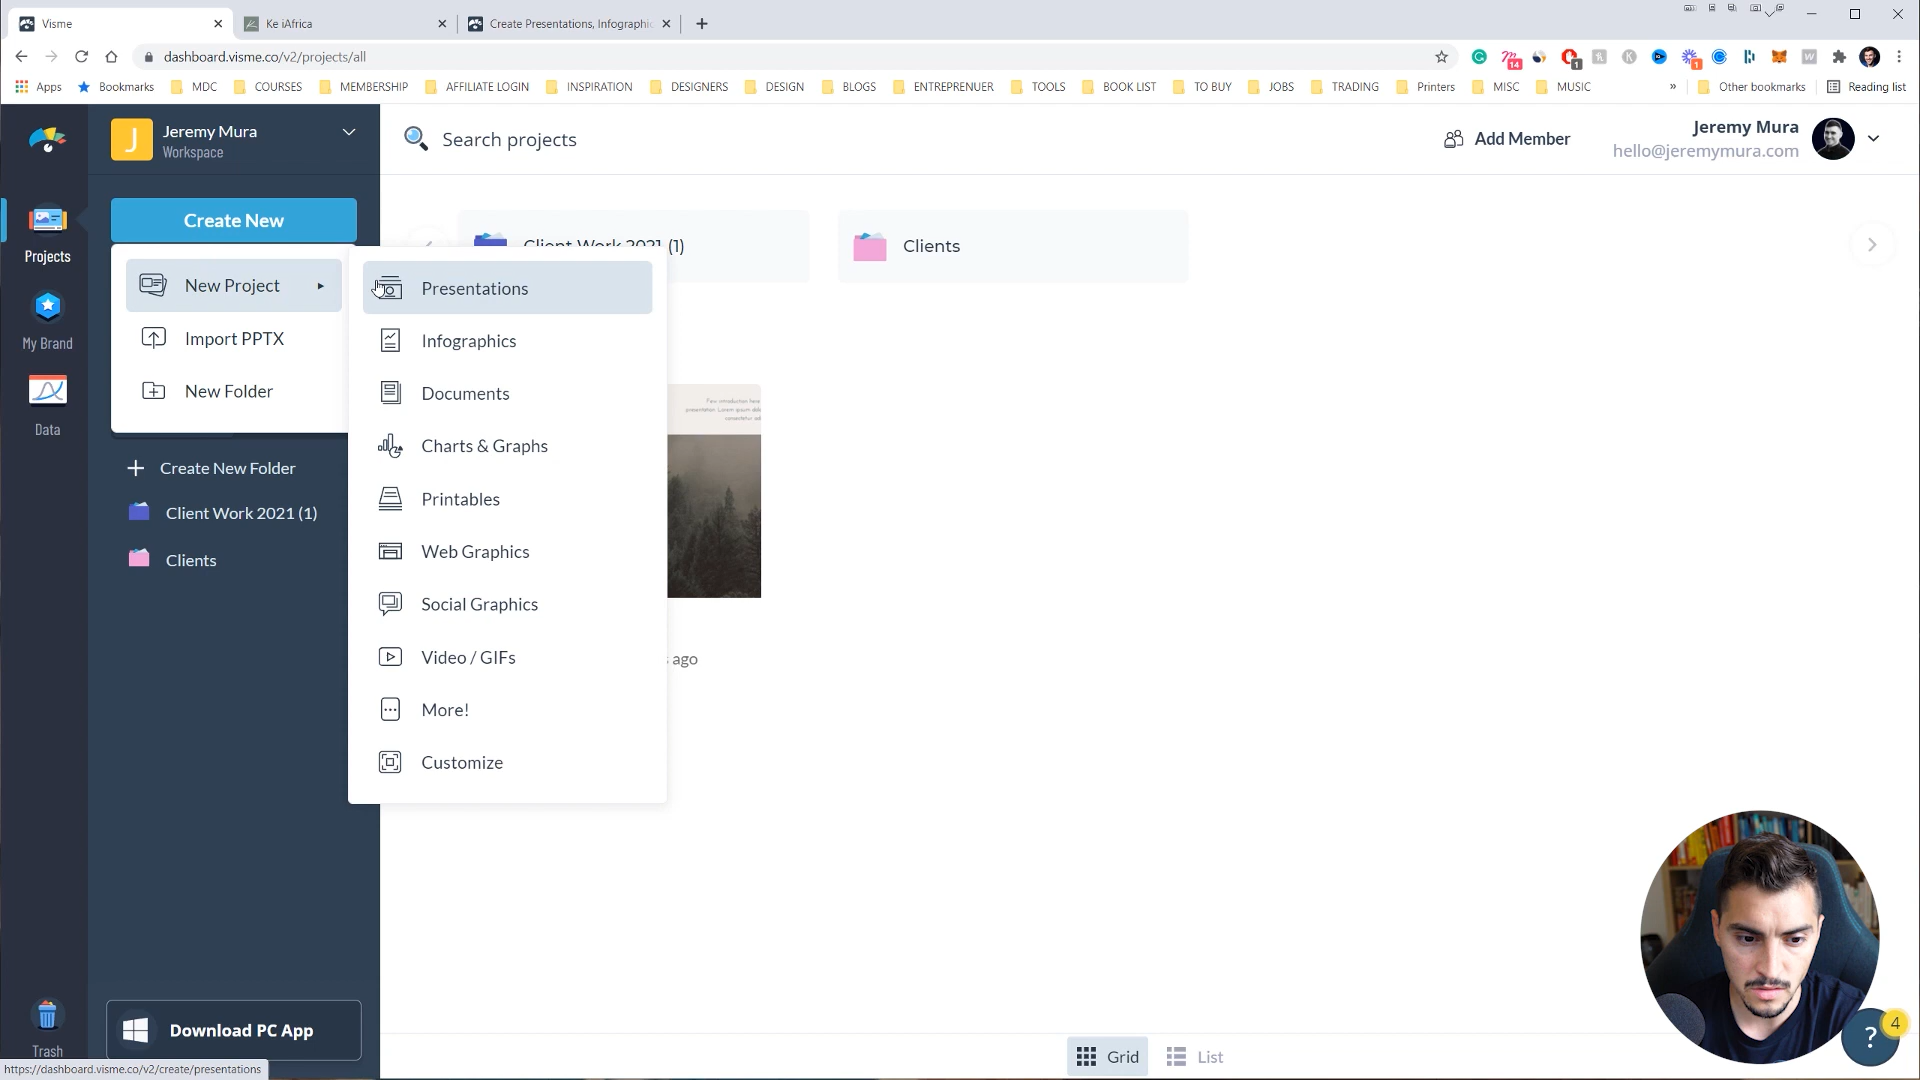 Visme
Ke iAfrica
Create Presentations, Infographic
dashboard.visme.co/v2/projects/all
14
1
1
Apps
Bookmarks
MDC
COURSES
MEMBERSHIP
AFFILIATE LOGIN
INSPIRATION
DESIGNERS
DESIGN
BLOGS
ENTREPRENUER
TOOLS
BOOK LIST
TO BUY
JOBS
TRADING
Printers
MISC
MUSIC
»
Other bookmarks
Reading list
J
Jeremy Mura
Workspace
Search projects
Add Member
Jeremy Mura
hello@jeremymura.com
Projects
My Brand
Data
Trash
Create New
New Project
Import PPTX
New Folder
Create New Folder
Client Work 2021 (1)
Clients
Download PC App
Presentations
Infographics
Documents
Charts & Graphs
Printables
Web Graphics
Social Graphics
Video / GIFs
More!
Customize
Client Work 2021 (1)
Clients
ago
Grid
List
?
4
https://dashboard.visme.co/v2/create/presentations